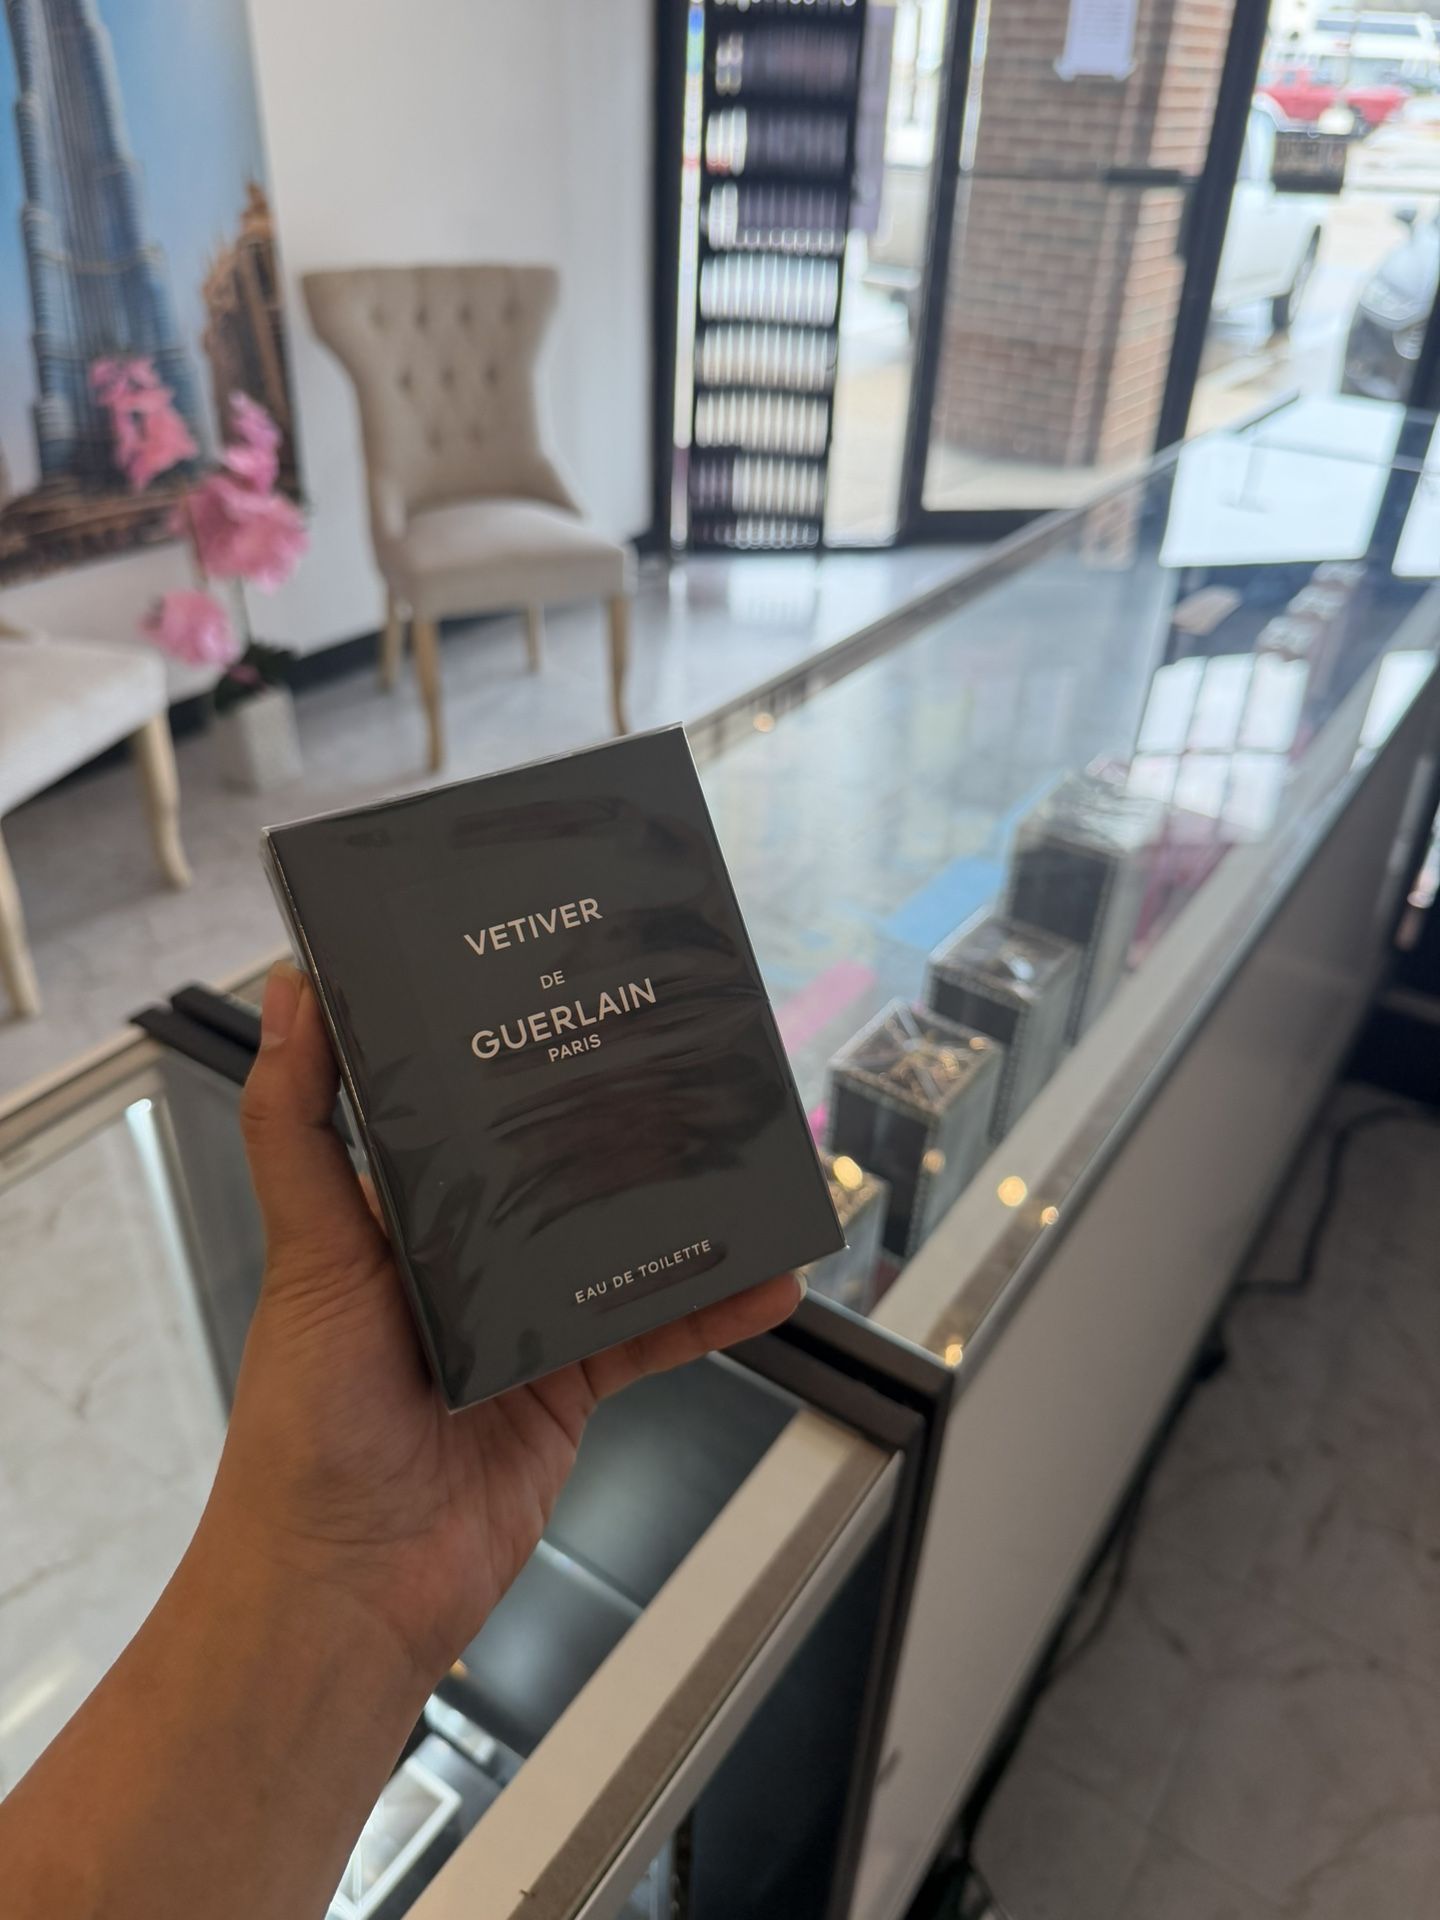 VETIVER
DE
GUERLAIN
PARIS
EAU DE TOILETTE